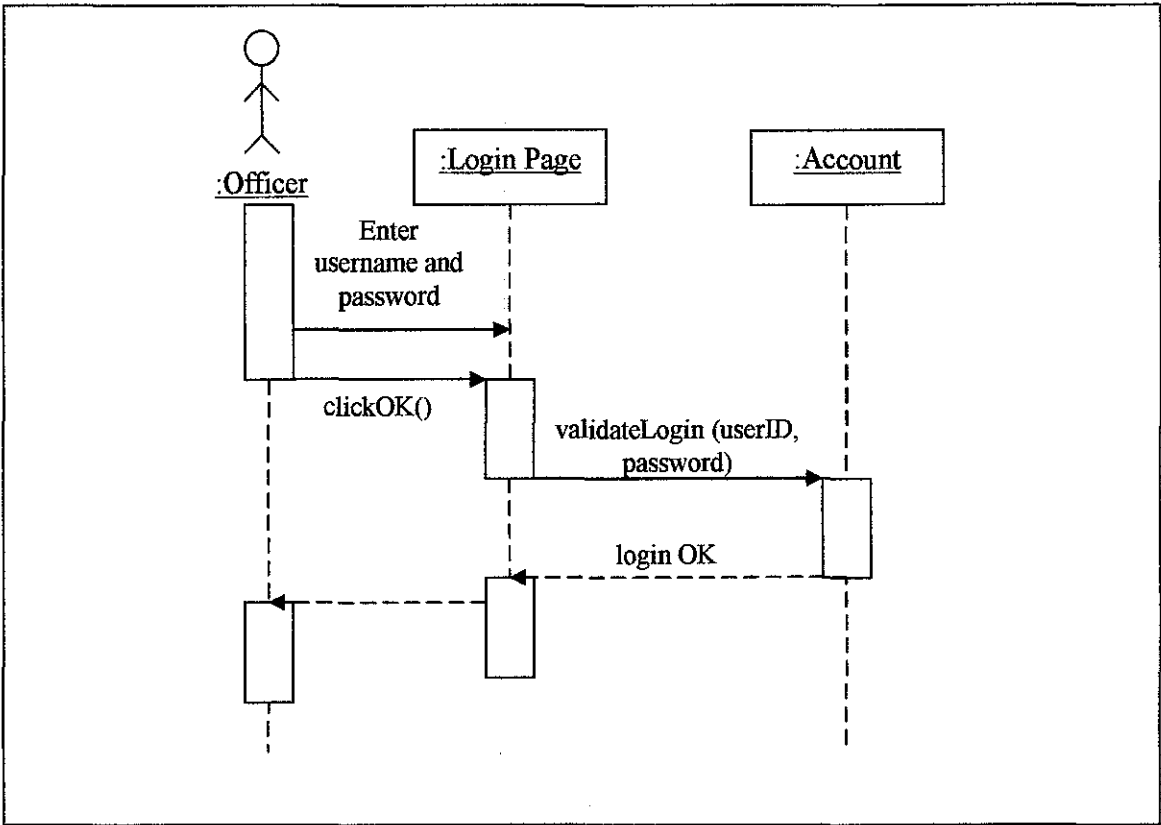 :Officer
:Login Page
:Account
Enter
username and
password
clickOK()
validateLogin (userID,
password)
login OK